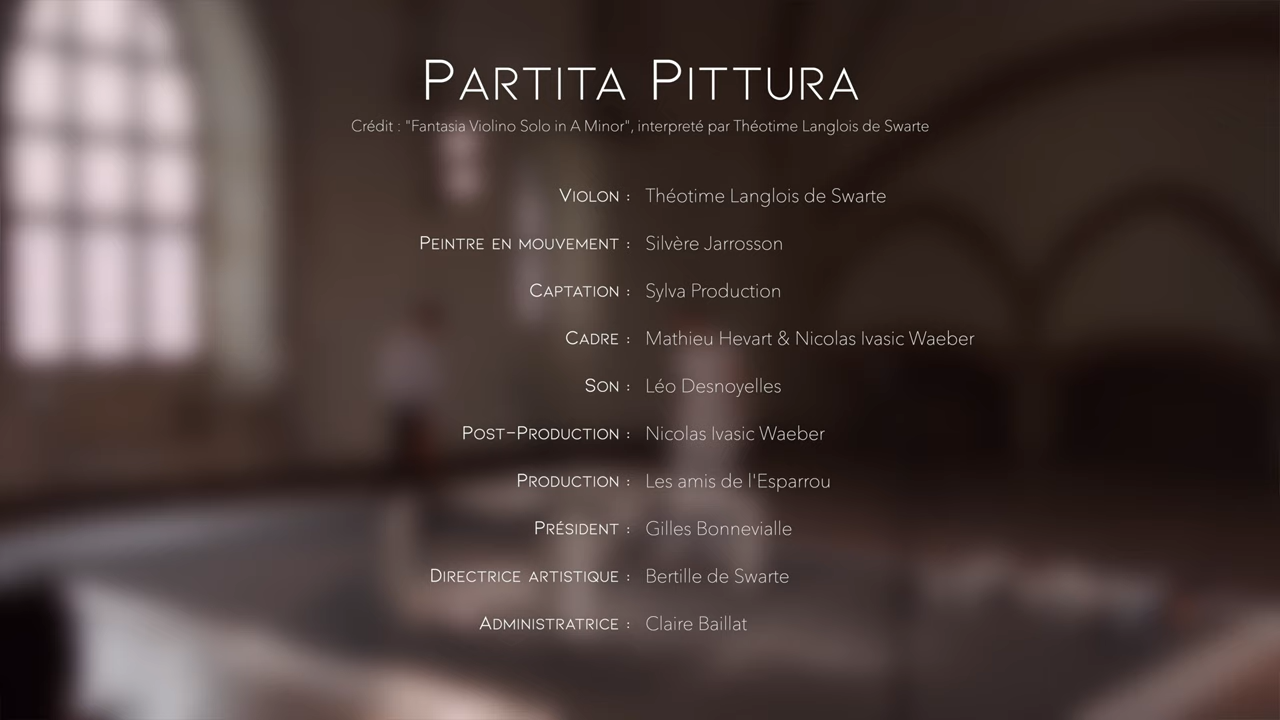 Partita Pittura
Crédit : "Fantasia Violino Solo in A Minor", interpreté par Théotime Langlois de Swarte
Violon : Théotime Langlois de Swarte
Peintre en mouvement : Silvère Jarrosson
Captation : Sylva Production
Cadre : Mathieu Hevart & Nicolas Ivasic Waeber
Son : Léo Desnoyelles
Post-Production : Nicolas Ivasic Waeber
Production : Les amis de l'Esparrou
Président : Gilles Bonnevialle
Directrice artistique : Bertille de Swarte
Administratrice : Claire Baillat